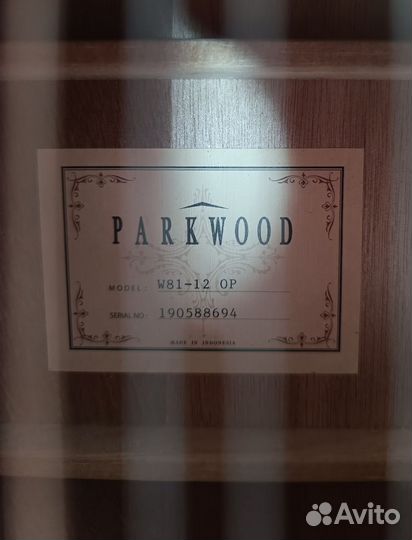 PARKWOOD
MODEL: W81-12 OP
SERIAL NO: 190588694
MADE IN INDONESIA
Avito